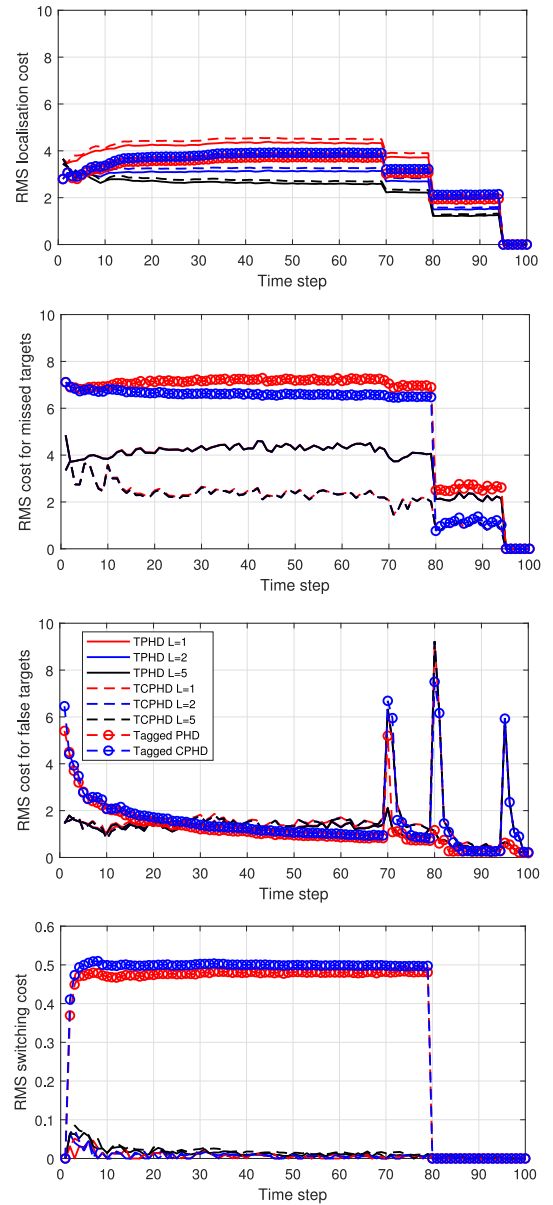 10
8
6
4
2
0
0 10 20 30 40 50 60 70 80 90 100
RMS localisation cost
Time step
10
8
6
4
2
0
0 10 20 30 40 50 60 70 80 90 100
RMS cost for missed targets
Time step
10
8
6
4
2
0
0 10 20 30 40 50 60 70 80 90 100
RMS cost for false targets
Time step
TPHD L=1
TPHD L=2
TPHD L=5
TCPHD L=1
TCPHD L=2
TCPHD L=5
Tagged PHD
Tagged CPHD
0.6
0.5
0.4
0.3
0.2
0.1
0
0 10 20 30 40 50 60 70 80 90 100
RMS switching cost
Time step